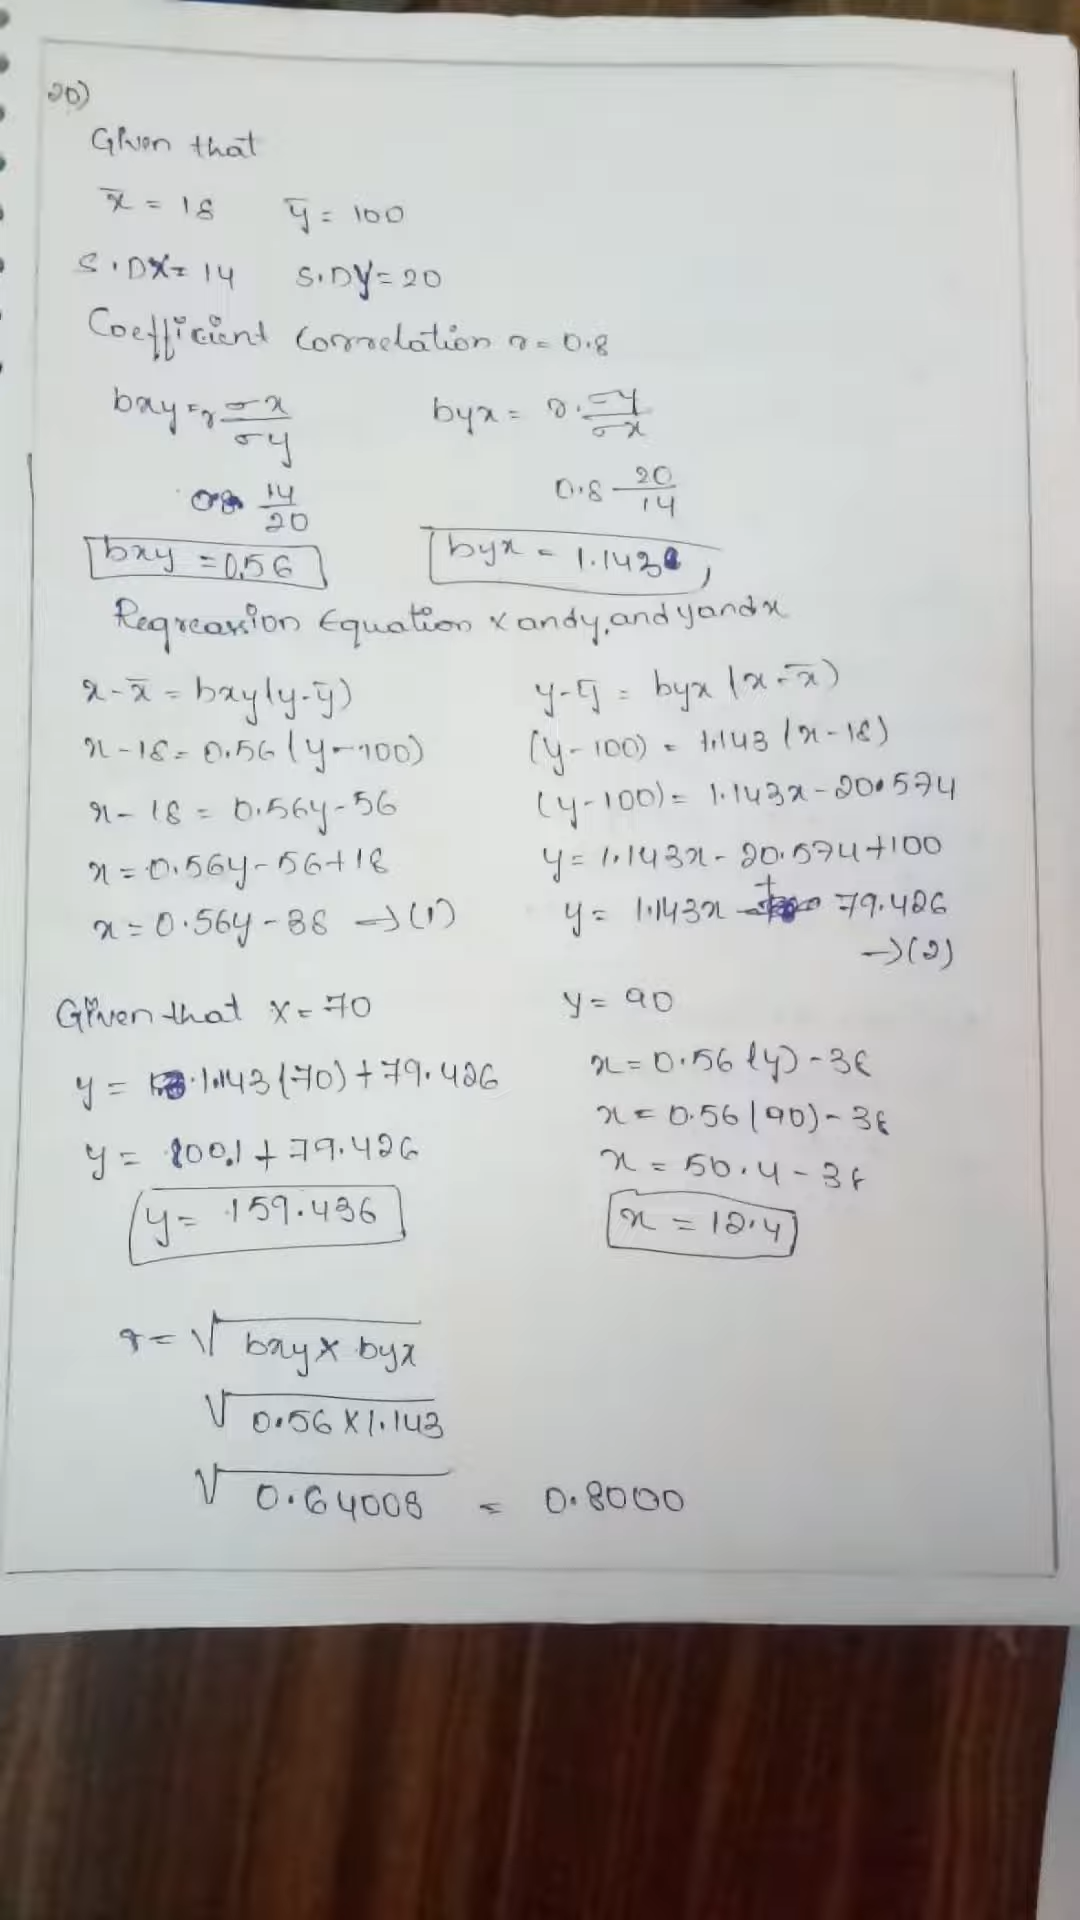 20)
Given that
x̄ = 18 ȳ = 100
S.DX = 14 S.DY = 20
Coefficient Correlation r = 0.8
bxy = r σx/σy byx = r. σy/σx
0.8 14/20 0.8 20/14
bxy = 0.56 byx = 1.143
Regression Equation x and y, and y and x
x - x̄ = bxy (y - ȳ) y - ȳ = byx (x - x̄)
x - 18 = 0.56 (y - 100) (y - 100) = 1.143 (x - 18)
x - 18 = 0.56y - 56 (y - 100) = 1.143x - 20.574
x = 0.56y - 56 + 18 y = 1.143x - 20.574 + 100
x = 0.56y - 38 → (1) y = 1.143x + 79.426
→ (2)
Given that x = 70 y = 90
y = 1.143 (70) + 79.426 x = 0.56 (y) - 38
y = 800.1 + 79.426 x = 0.56 (90) - 38
y = 159.436 x = 50.4 - 38
x = 12.4
r = √bxy × byx
√0.56 × 1.143
√0.64008 = 0.8000